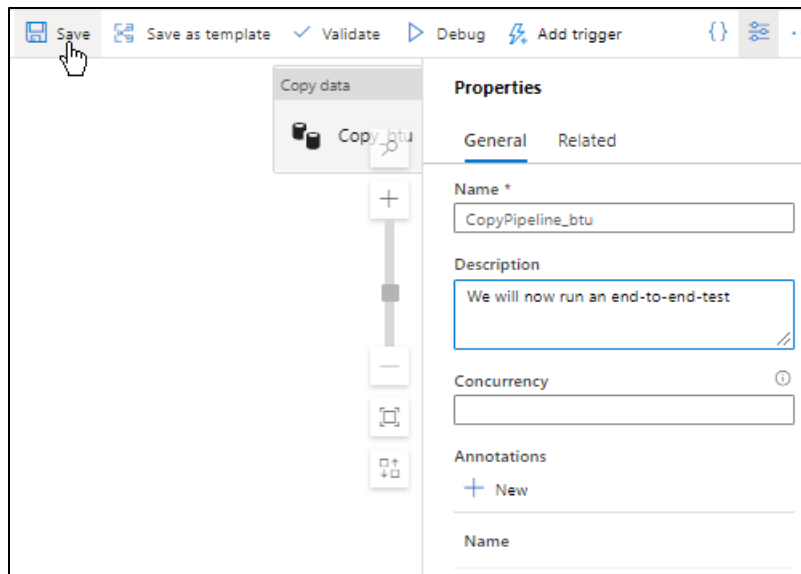 Save Save as template Validate Debug Add trigger {}
Copy data
Copy_btu
Properties
General Related
Name *
CopyPipeline_btu
Description
We will now run an end-to-end-test
Concurrency
Annotations
+ New
Name